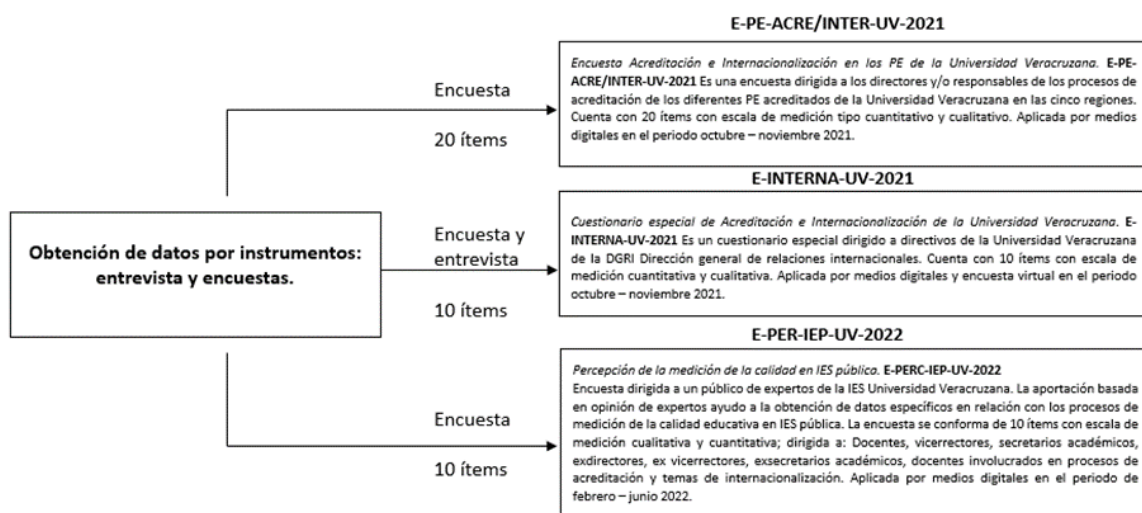 E-PE-ACRE/INTER-UV-2021
Encuesta
20 ítems
Encuesta Acreditación e Internacionalización en los PE de la Universidad Veracruzana. E-PE-
ACRE/INTER-UV-2021 Es una encuesta dirigida a los directores y/o responsables de los procesos de
acreditación de los diferentes PE acreditados de la Universidad Veracruzana en las cinco regiones.
Cuenta con 20 ítems con escala de medición tipo cuantitativo y cualitativo. Aplicada por medios
digitales en el periodo octubre – noviembre 2021.
Obtención de datos por instrumentos:
entrevista y encuestas.
E-INTERNA-UV-2021
Encuesta y
entrevista
10 ítems
Cuestionario especial de Acreditación e Internacionalización de la Universidad Veracruzana. E-
INTERNA-UV-2021 Es un cuestionario especial dirigido a directivos de la Universidad Veracruzana
de la DGRI Dirección general de relaciones internacionales. Cuenta con 10 ítems con escala de
medición cuantitativa y cualitativa. Aplicada por medios digitales y encuesta virtual en el periodo
octubre – noviembre 2021.
E-PER-IEP-UV-2022
Encuesta
10 ítems
Percepción de la medición de la calidad en IES pública. E-PERC-IEP-UV-2022
Encuesta dirigida a un público de expertos de la IES Universidad Veracruzana. La aportación basada
en opinión de expertos ayudo a la obtención de datos específicos en relación con los procesos de
medición de la calidad educativa en IES pública. La encuesta se conforma de 10 ítems con escala de
medición cualitativa y cuantitativa; dirigida a: Docentes, vicerrectores, secretarios académicos,
exdirectores, ex vicerrectores, exsecretarios académicos, docentes involucrados en procesos de
acreditación y temas de internacionalización. Aplicada por medios digitales en el periodo de
febrero – junio 2022.